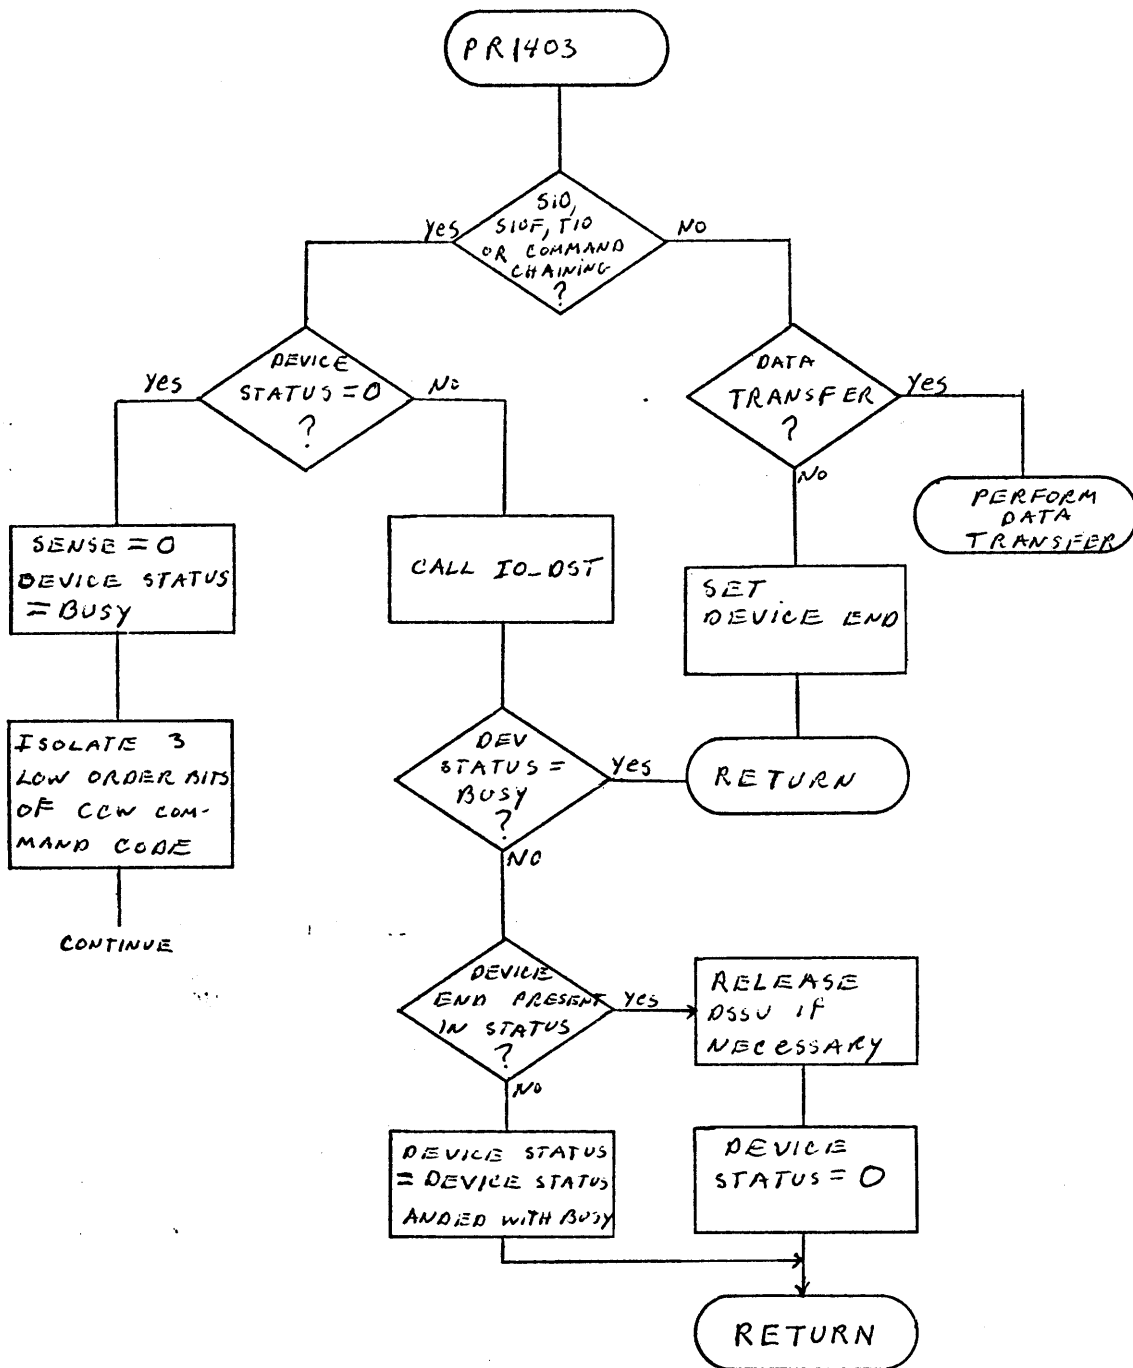 PR1403
SIO,
SIOF, TIO
OR COMMAND
CHAINING
?
Yes
NO
DEVICE
STATUS = 0
?
Yes
No
DATA
TRANSFER
?
Yes
NO
PERFORM
DATA
TRANSFER
SENSE = 0
DEVICE STATUS
= BUSY
CALL IO_DST
SET
DEVICE END
ISOLATE 3
LOW ORDER BITS
OF CCW COM-
MAND CODE
DEV
STATUS =
BUSY
?
Yes
NO
RETURN
CONTINUE
DEVICE
END PRESENT
IN STATUS
?
Yes
NO
RELEASE
DSSU IF
NECESSARY
DEVICE STATUS
= DEVICE STATUS
ANDED WITH BUSY
DEVICE
STATUS = 0
RETURN